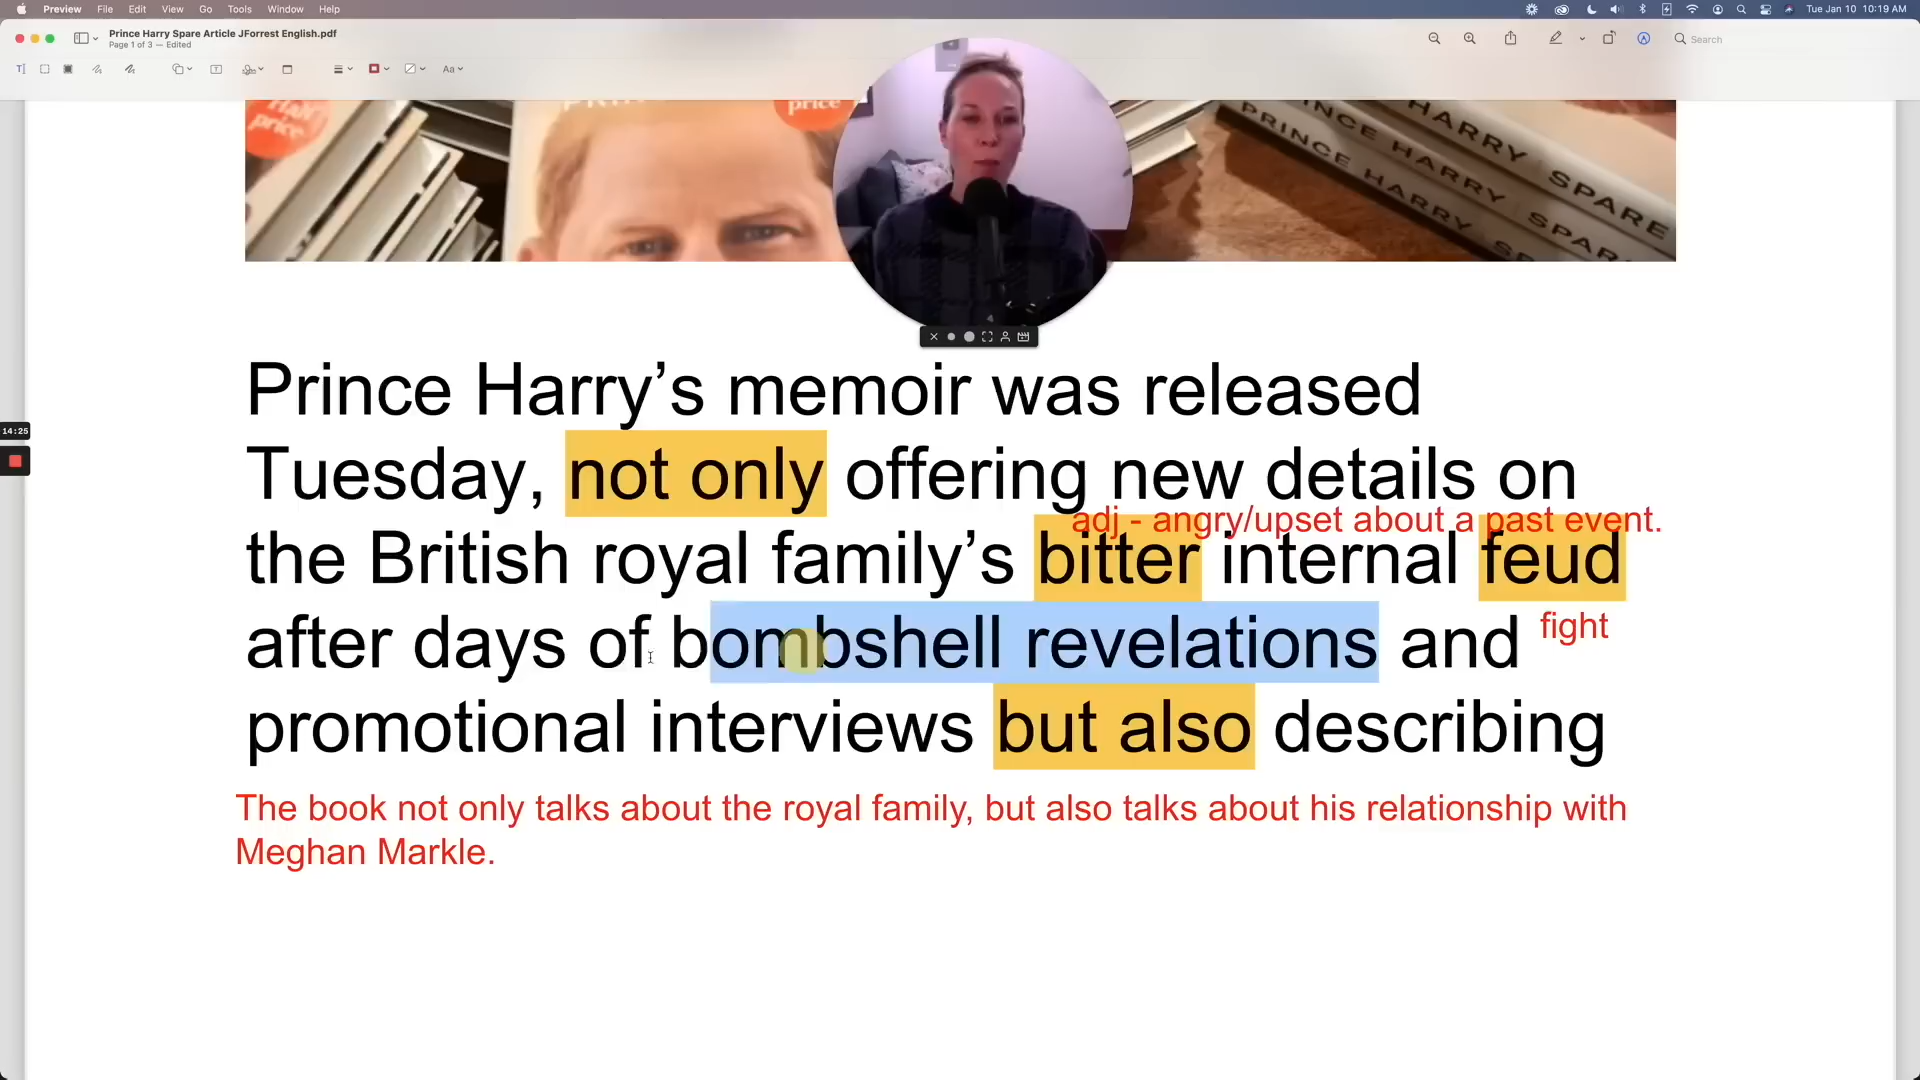 Preview File Edit View Go Tools Window Help
Tue Jan 10 10:19 AM
Prince Harry Spare Article JForrest English.pdf
Page 1 of 3 — Edited
Search
Aa
price
price
HARRY SPARE
PRINCE HARRY SPARE
PRINCE HARRY
14:25
Prince Harry’s memoir was released
Tuesday, not only offering new details on
adj - angry/upset about a past event.
the British royal family’s bitter internal feud
after days of bombshell revelations and
fight
promotional interviews but also describing
The book not only talks about the royal family, but also talks about his relationship with
Meghan Markle.